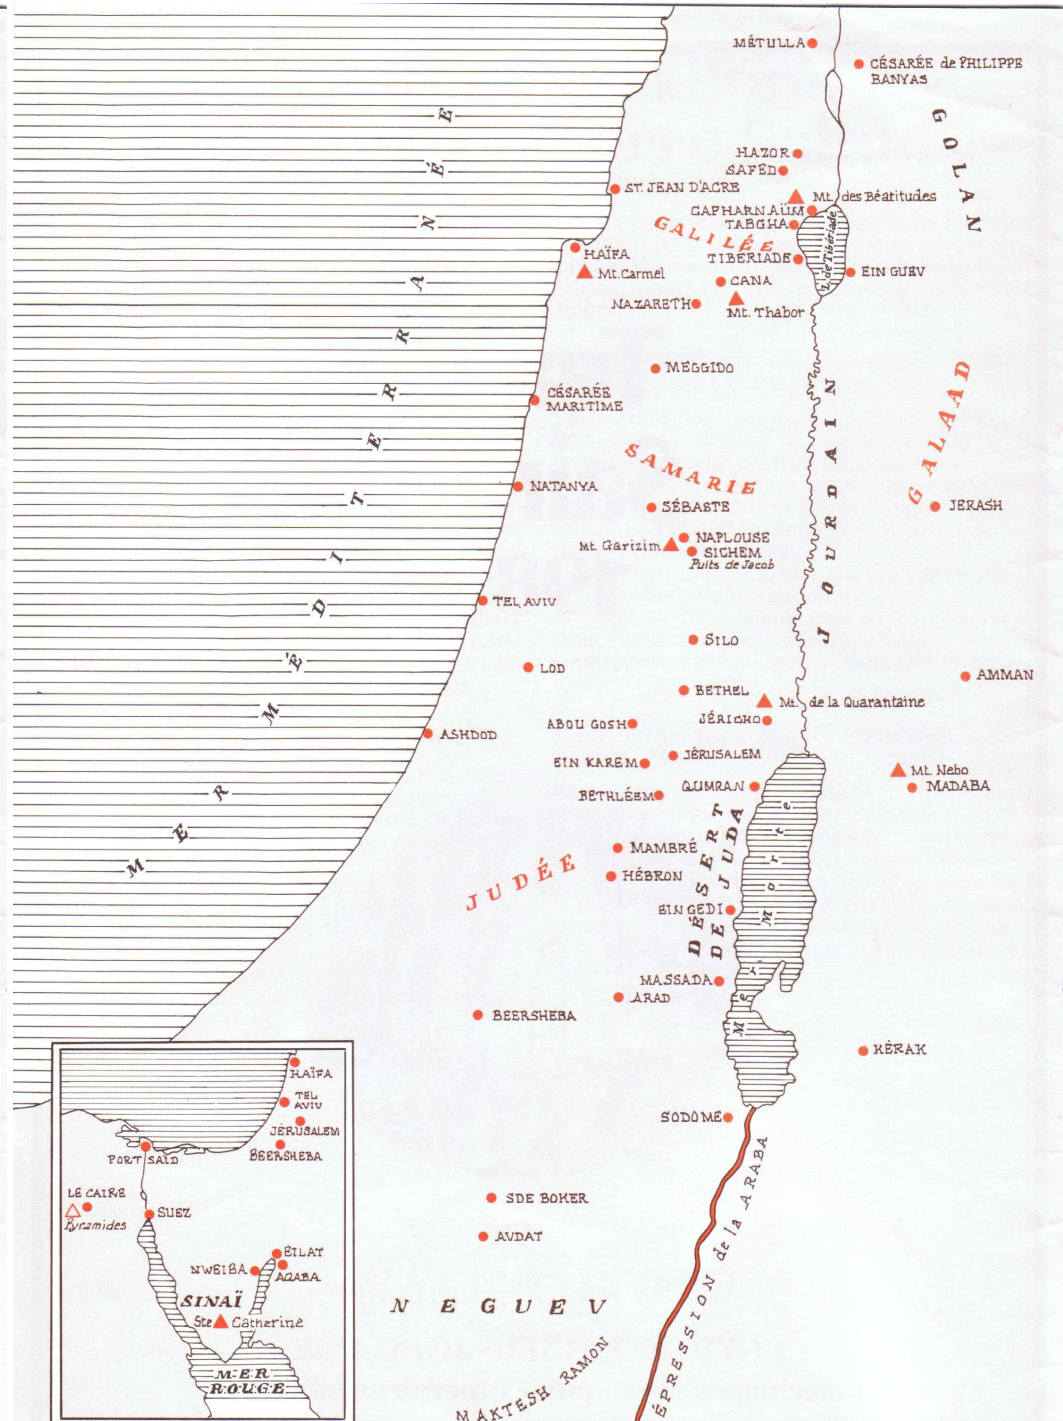 MÉTULLA
CÉSARÉE de PHILIPPE
BANYAS
GOLAN
HAZOR
SAFED
ST. JEAN D'ACRE
Mt. des Béatitudes
CAPHARNAÜM
TABGHA
GALILÉE
L. de Tibériade
HAÏFA
TIBERIADE
Mt. Carmel
EIN GUEV
CANA
NAZARETH
Mt. Thabor
MER MÉDITERRANÉE
MEGGIDO
CÉSARÉE
MARITIME
JOURDAIN
GALAAD
SAMARIE
NATANYA
SÉBASTE
JERASH
NAPLOUSE
Mt. Garizim
SICHEM
Puits de Jacob
TEL AVIV
SILO
LOD
AMMAN
BETHEL
Mt. de la Quarantaine
ABOU GOSH
JÉRICHO
ASHDOD
JÉRUSALEM
EIN KAREM
Mt. Nebo
QUMRAN
MADABA
BETHLÉEM
DÉSERT
DE JUDA
Mer Morte
MAMBRÉ
JUDÉE
HÉBRON
EIN GEDI
MASSADA
ARAD
BEERSHEBA
KÉRAK
SODOME
SDE BOKER
AVDAT
ÉPRESSION de la ARABA
NEGUEV
MAKTESH RAMON
HAÏFA
TEL
AVIV
JÉRUSALEM
BEERSHEBA
PORT SAÏD
LE CAIRE
Pyramides
SUEZ
EILAT
NWEIBA
AQABA
SINAÏ
Ste Catherine
MER
ROUGE